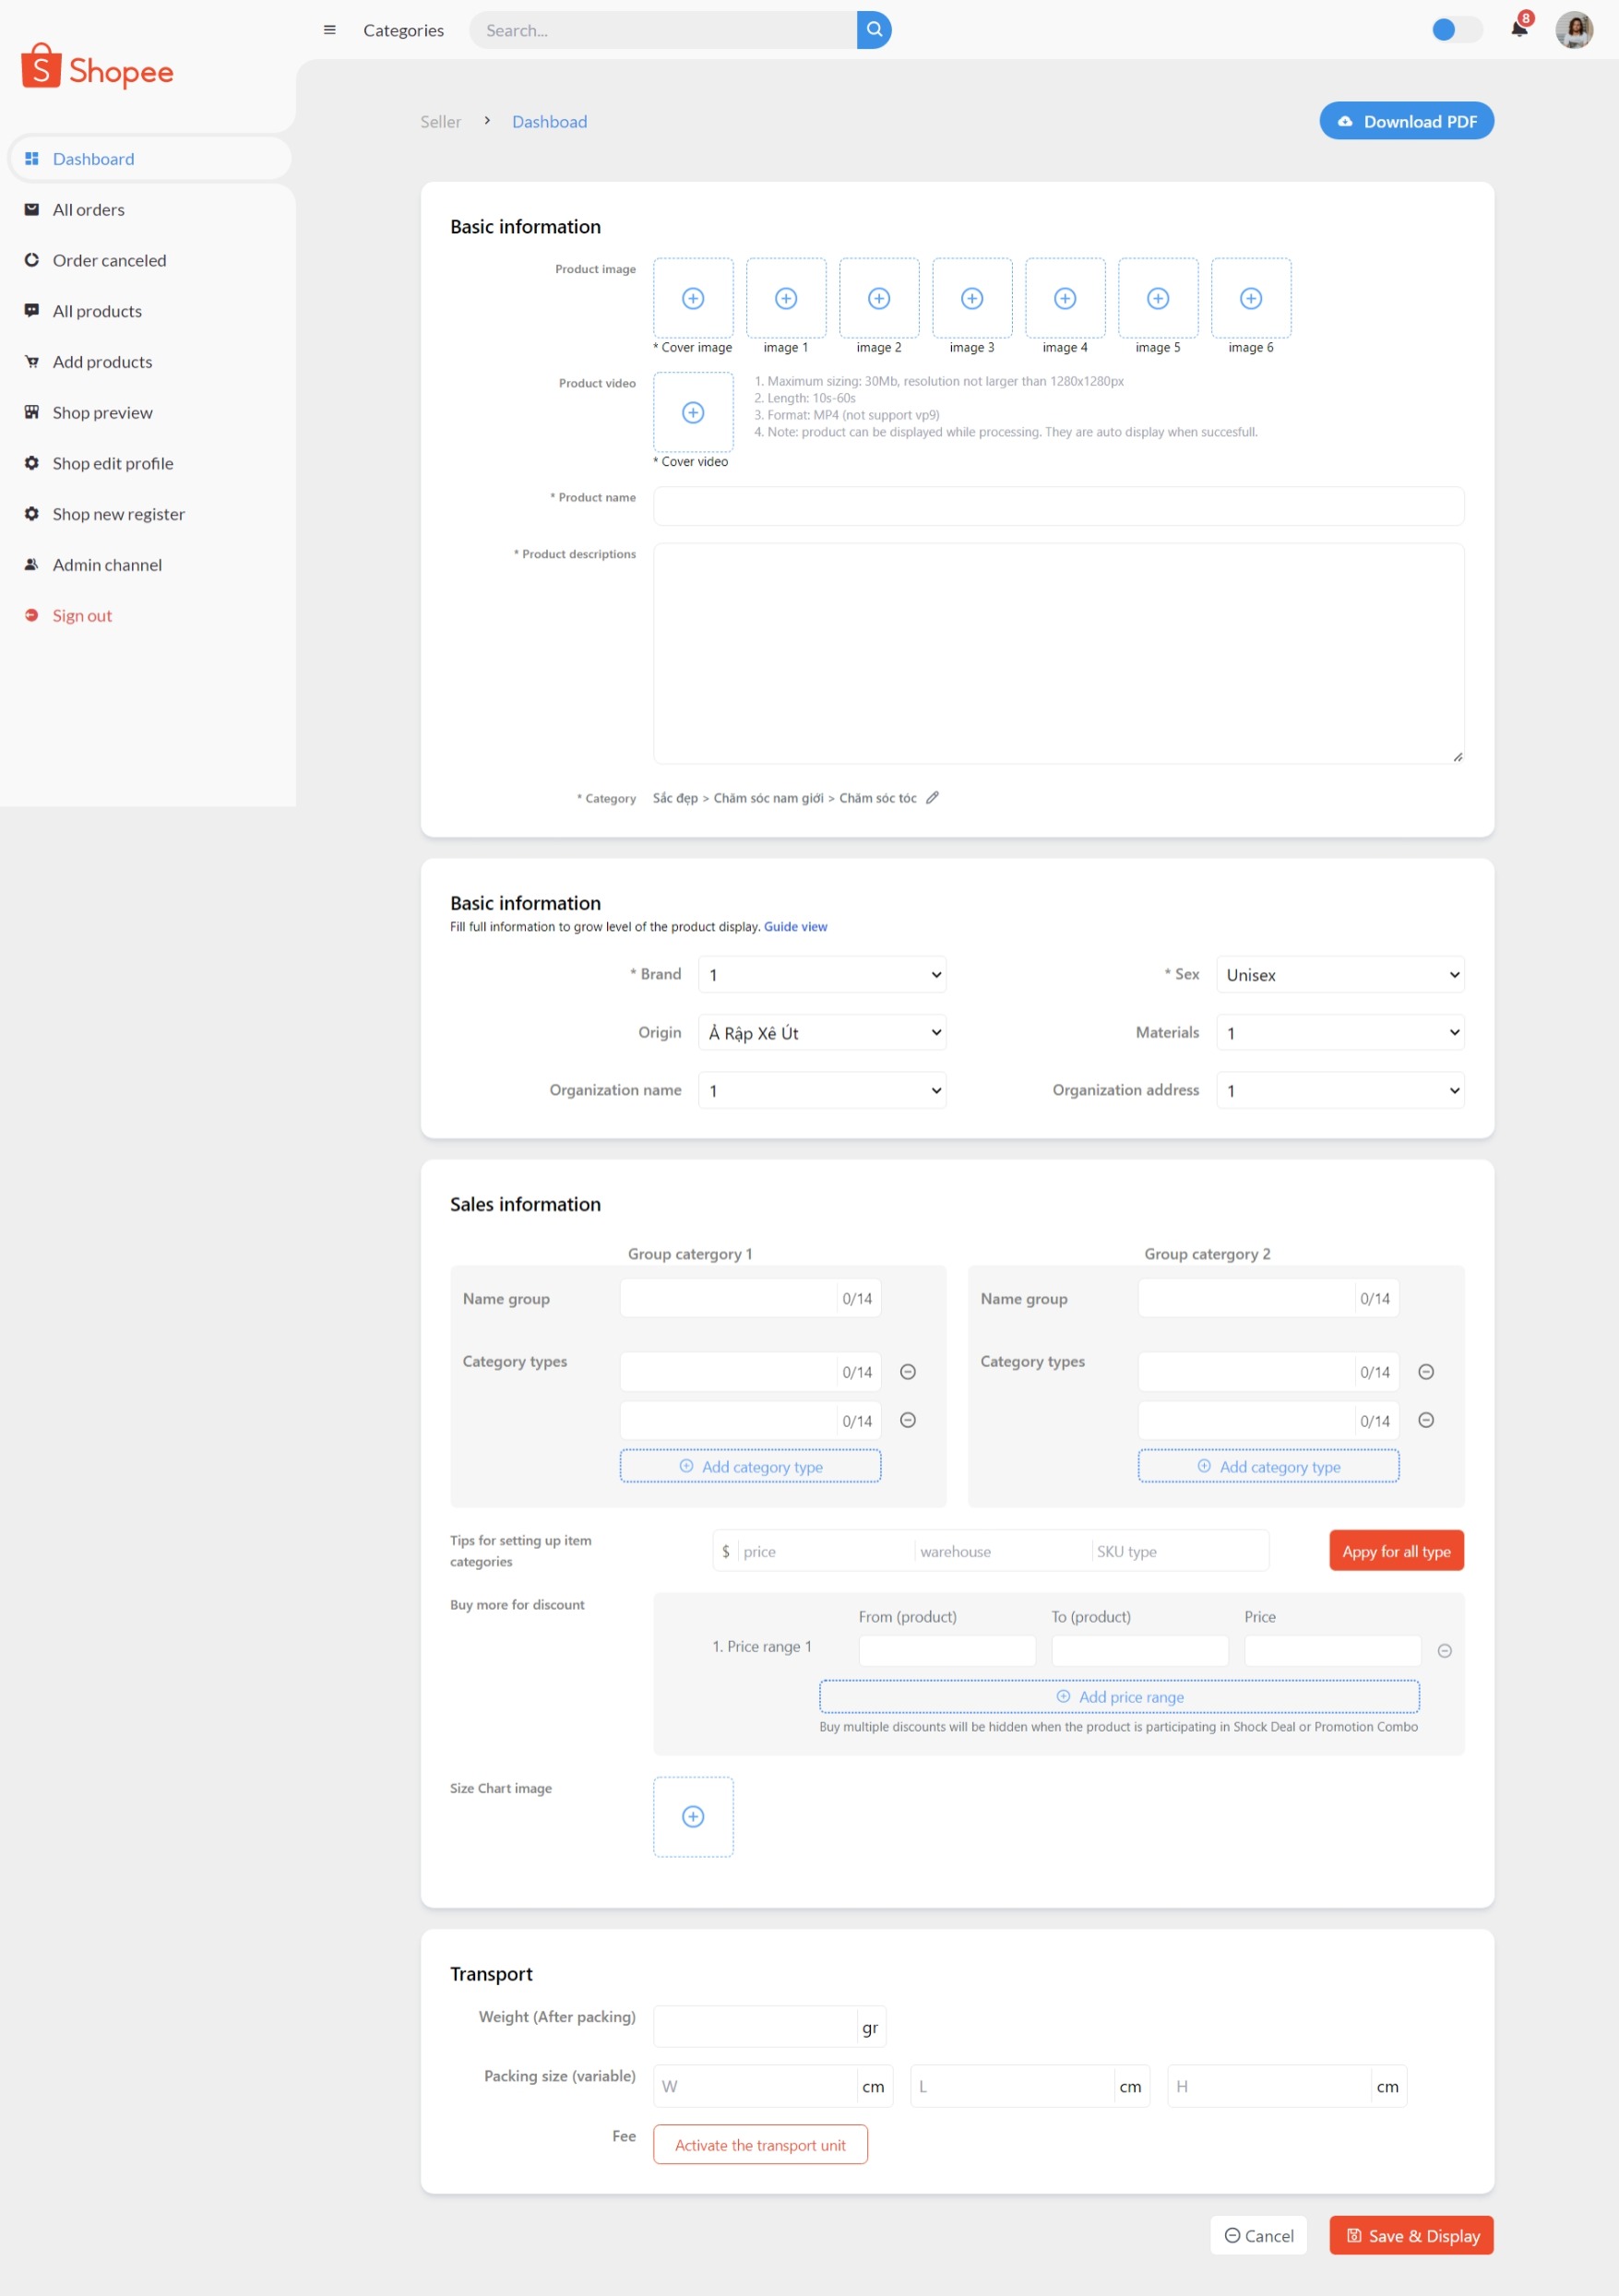 Shopee
Categories
Search...
8
Dashboard
All orders
Order canceled
All products
Add products
Shop preview
Shop edit profile
Shop new register
Admin channel
Sign out
Seller > Dashboad
Download PDF
Basic information
Product image
* Cover image
image 1
image 2
image 3
image 4
image 5
image 6
Product video
1. Maximum sizing: 30Mb, resolution not larger than 1280x1280px
2. Length: 10s-60s
3. Format: MP4 (not support vp9)
4. Note: product can be displayed while processing. They are auto display when succesfull.
* Cover video
* Product name
* Product descriptions
* Category Sắc đẹp > Chăm sóc nam giới > Chăm sóc tóc
Basic information
Fill full information to grow level of the product display. Guide view
* Brand 1
* Sex Unisex
Origin Ả Rập Xê Út
Materials 1
Organization name 1
Organization address 1
Sales information
Group catergory 1
Name group 0/14
Category types 0/14
0/14
Add category type
Group catergory 2
Name group 0/14
Category types 0/14
0/14
Add category type
Tips for setting up item
categories
$ price warehouse SKU type
Appy for all type
Buy more for discount
From (product) To (product) Price
1. Price range 1
Add price range
Buy multiple discounts will be hidden when the product is participating in Shock Deal or Promotion Combo
Size Chart image
Transport
Weight (After packing) gr
Packing size (variable) W cm L cm H cm
Fee Activate the transport unit
Cancel
Save & Display